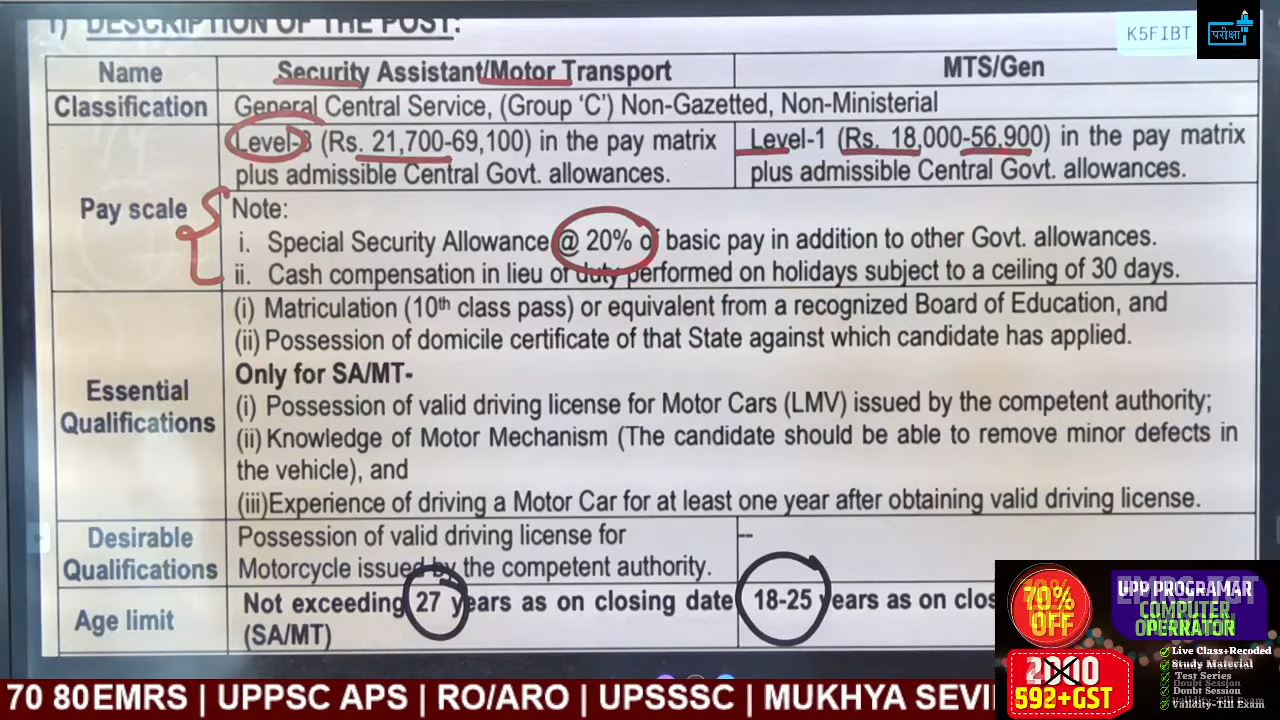 I) DESCRIPTION OF THE POST:
K5FIBT
परीक्षा
Name
Security Assistant/Motor Transport
MTS/Gen
Classification
General Central Service, (Group 'C') Non-Gazetted, Non-Ministerial
Pay scale
Level-3 (Rs. 21,700-69,100) in the pay matrix
plus admissible Central Govt. allowances.
Level-1 (Rs. 18,000-56,900) in the pay matrix
plus admissible Central Govt. allowances.
Note:
i. Special Security Allowance @ 20% of basic pay in addition to other Govt. allowances.
ii. Cash compensation in lieu of duty performed on holidays subject to a ceiling of 30 days.
Essential
Qualifications
(i) Matriculation (10th class pass) or equivalent from a recognized Board of Education, and
(ii) Possession of domicile certificate of that State against which candidate has applied.
Only for SA/MT-
(i) Possession of valid driving license for Motor Cars (LMV) issued by the competent authority;
(ii) Knowledge of Motor Mechanism (The candidate should be able to remove minor defects in
the vehicle), and
(iii)Experience of driving a Motor Car for at least one year after obtaining valid driving license.
Desirable
Qualifications
Possession of valid driving license for
Motorcycle issued by the competent authority.
--
Age limit
Not exceeding 27 years as on closing date
(SA/MT)
18-25 years as on clos
70%
OFF
2000
592+GST
UPP PROGRAMAR
COMPUTER
OPERRATOR
Live Class+Recoded
Study Material
Test Series
Doubt Session
Validity-Till Exam
70 80EMRS | UPPSC APS | RO/ARO | UPSSSC | MUKHYA SEVI